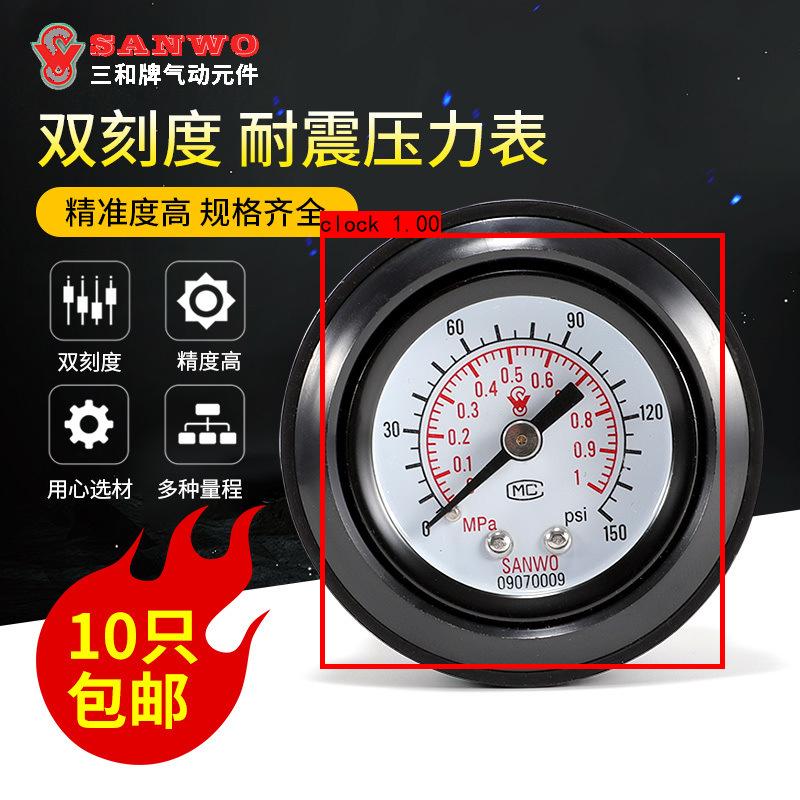 SANWO
三和牌气动元件
双刻度 耐震压力表
精准度高 规格齐全
clock 1.00
双刻度
精度高
用心选材
多种量程
10只
包邮
0
30
60
90
120
150
0.1
0.2
0.3
0.4
0.5
0.6
0.8
0.9
1
MPa
CMC
psi
SANWO
09070009